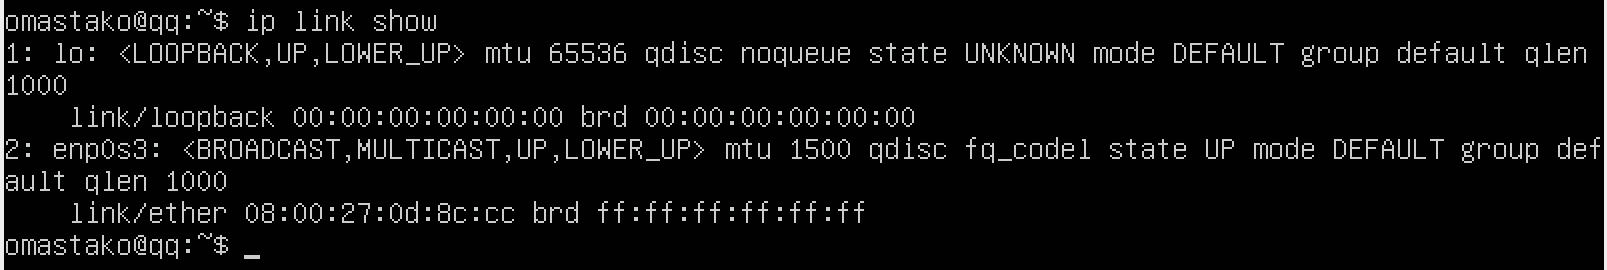 omastako@qq:~$ ip link show
1: lo: <LOOPBACK,UP,LOWER_UP> mtu 65536 qdisc noqueue state UNKNOWN mode DEFAULT group default qlen
1000
    link/loopback 00:00:00:00:00:00 brd 00:00:00:00:00:00
2: enp0s3: <BROADCAST,MULTICAST,UP,LOWER_UP> mtu 1500 qdisc fq_codel state UP mode DEFAULT group def
ault qlen 1000
    link/ether 08:00:27:0d:8c:cc brd ff:ff:ff:ff:ff:ff
omastako@qq:~$ _